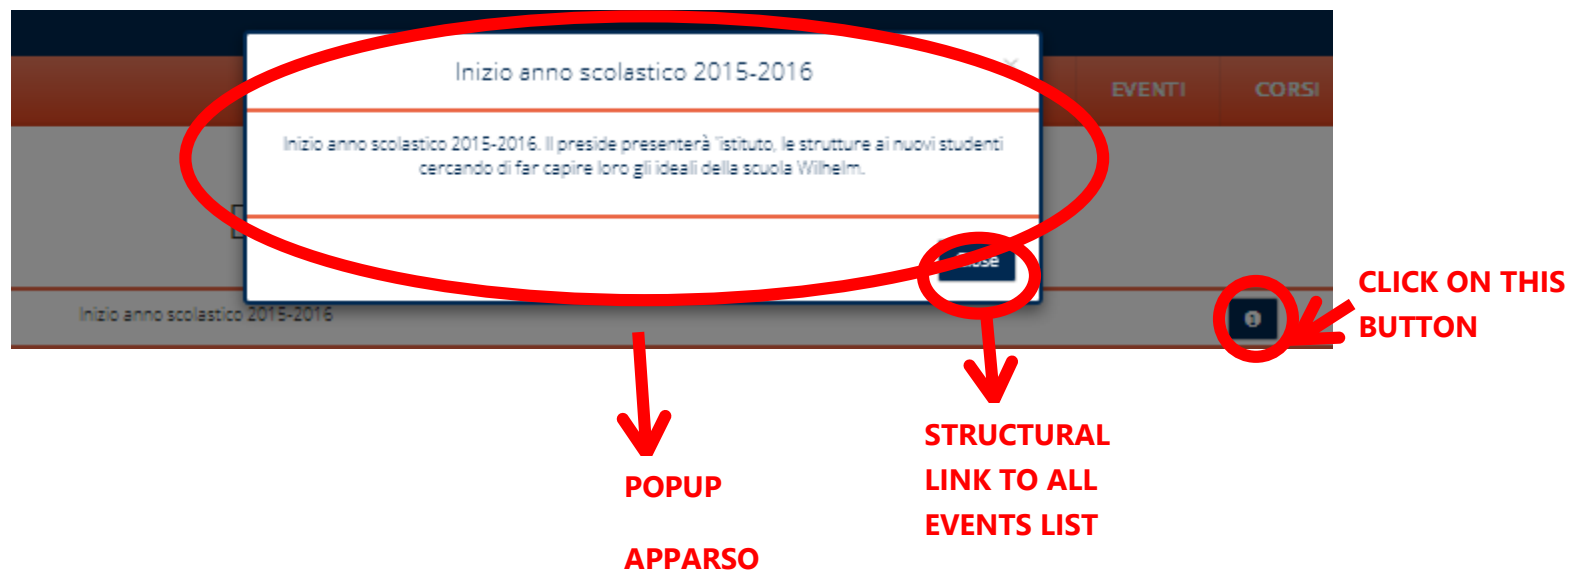 Inizio anno scolastico 2015-2016
×
EVENTI CORSI
Inizio anno scolastico 2015-2016. Il preside presenterà 'istituto, le strutture ai nuovi studenti
cercando di far capire loro gli ideali della scuola Wilhelm.
Close
Inizio anno scolastico 2015-2016
CLICK ON THIS
BUTTON
STRUCTURAL
LINK TO ALL
EVENTS LIST
POPUP
APPARSO